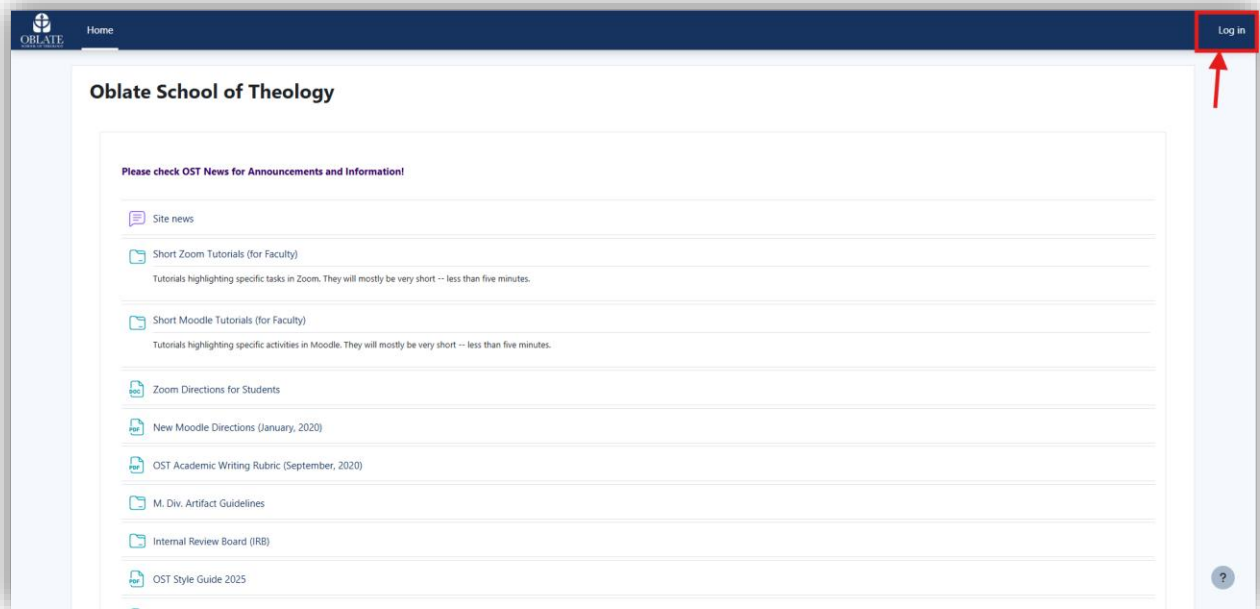 OBLATE
Home
Log in
Oblate School of Theology
Please check OST News for Announcements and Information!
Site news
Short Zoom Tutorials (for Faculty)
Tutorials highlighting specific tasks in Zoom. They will mostly be very short -- less than five minutes.
Short Moodle Tutorials (for Faculty)
Tutorials highlighting specific activities in Moodle. They will mostly be very short -- less than five minutes.
DOC
Zoom Directions for Students
PDF
New Moodle Directions (January, 2020)
PDF
OST Academic Writing Rubric (September, 2020)
M. Div. Artifact Guidelines
Internal Review Board (IRB)
PDF
OST Style Guide 2025
?